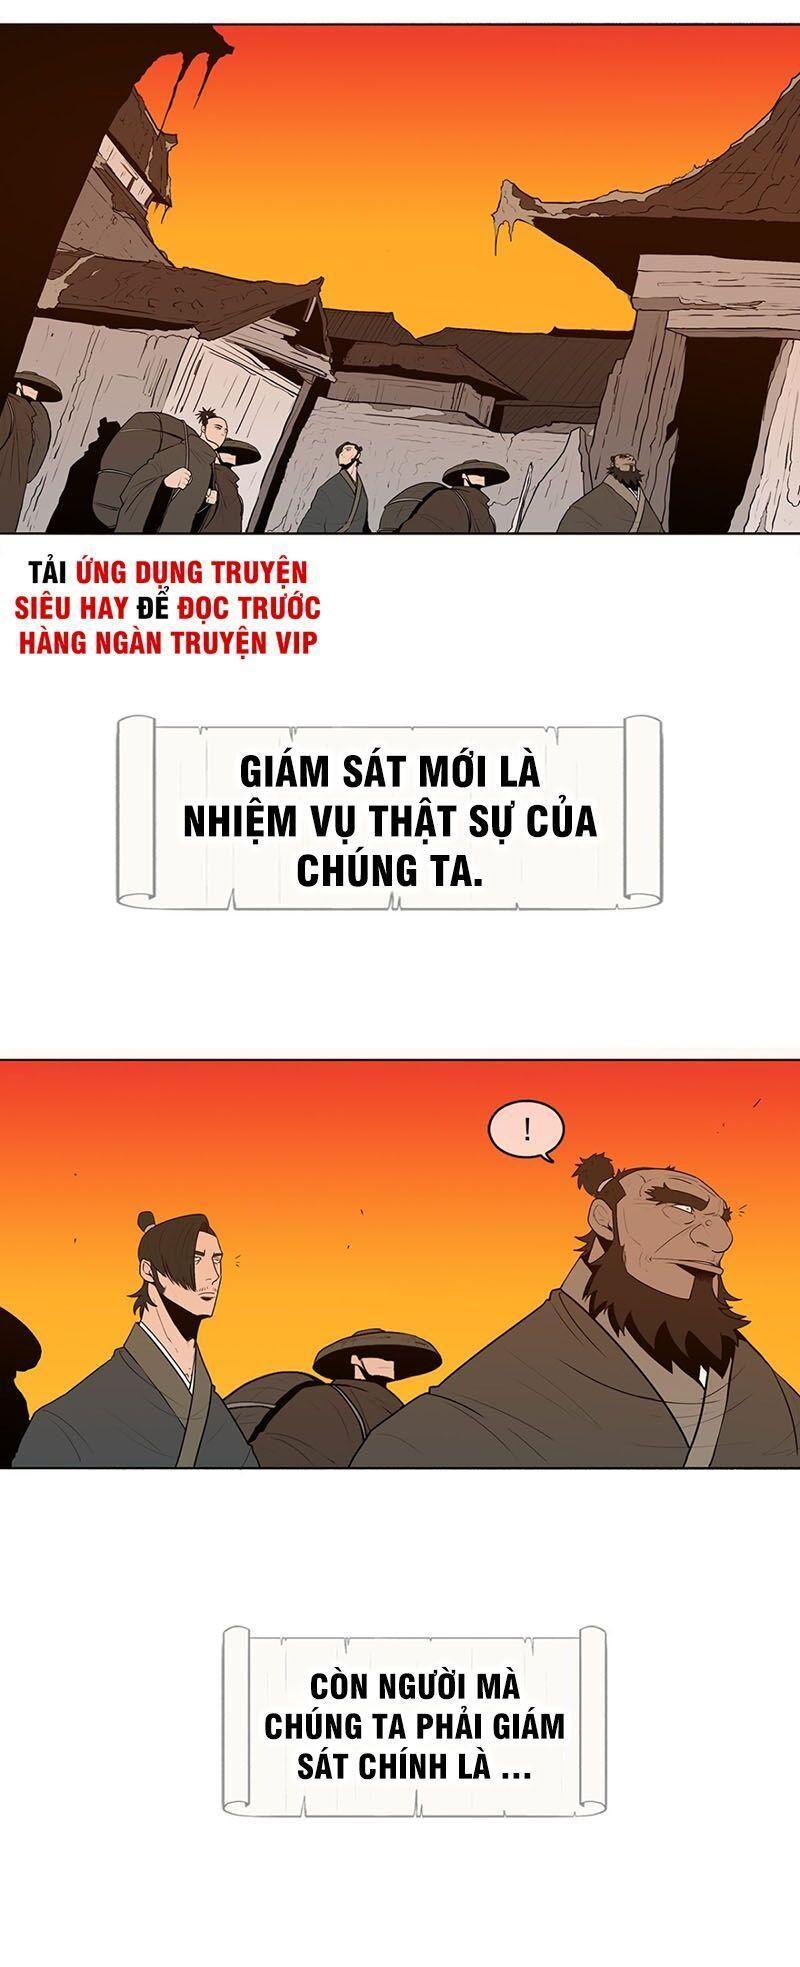 TẢI ỨNG DỤNG TRUYỆN
SIÊU HAY ĐỂ ĐỌC TRƯỚC
HÀNG NGÀN TRUYỆN VIP
GIÁM SÁT MỚI LÀ
NHIỆM VỤ THẬT SỰ CỦA
CHÚNG TA.
!
CÒN NGƯỜI MÀ
CHÚNG TA PHẢI GIÁM
SÁT CHÍNH LÀ ...